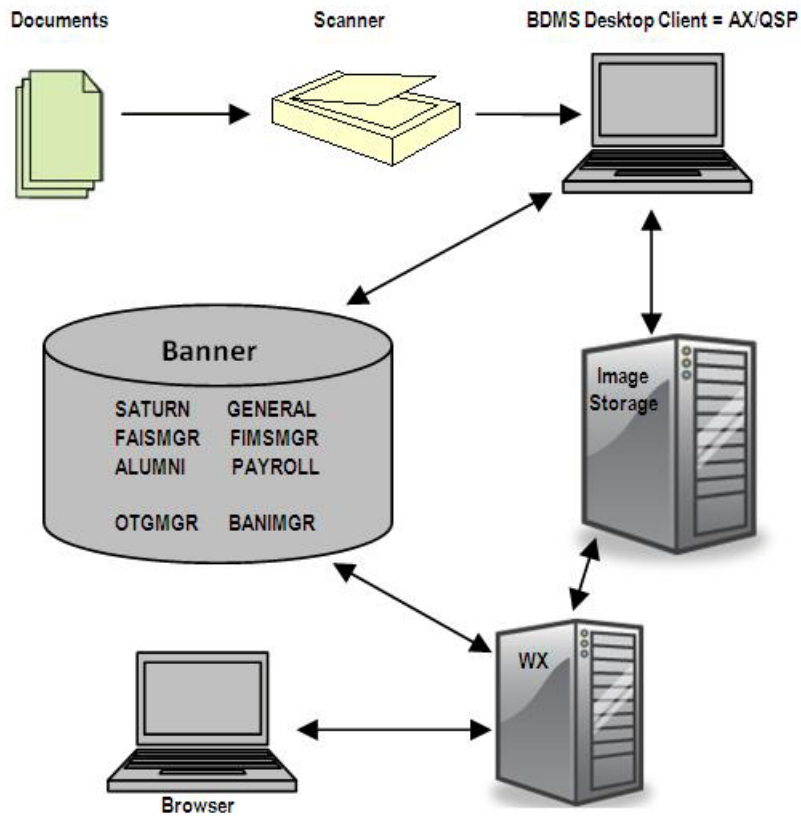 Documents
Scanner
BDMS Desktop Client = AX/QSP
Banner
SATURN GENERAL
FAISMGR FIMSMGR
ALUMNI PAYROLL
OTGMGR BANIMGR
Image
Storage
WX
Browser